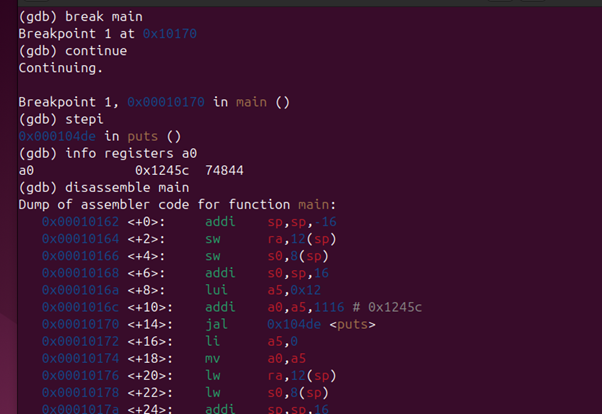 (gdb) break main
Breakpoint 1 at 0x10170
(gdb) continue
Continuing.

Breakpoint 1, 0x00010170 in main ()
(gdb) stepi
0x000104de in puts ()
(gdb) info registers a0
a0             0x1245c  74844
(gdb) disassemble main
Dump of assembler code for function main:
   0x00010162 <+0>:     addi    sp,sp,-16
   0x00010164 <+2>:     sw      ra,12(sp)
   0x00010166 <+4>:     sw      s0,8(sp)
   0x00010168 <+6>:     addi    s0,sp,16
   0x0001016a <+8>:     lui     a5,0x12
   0x0001016c <+10>:    addi    a0,a5,1116 # 0x1245c
   0x00010170 <+14>:    jal     0x104de <puts>
   0x00010172 <+16>:    li      a5,0
   0x00010174 <+18>:    mv      a0,a5
   0x00010176 <+20>:    lw      ra,12(sp)
   0x00010178 <+22>:    lw      s0,8(sp)
   0x0001017a <+24>:    addi    sp,sp,16